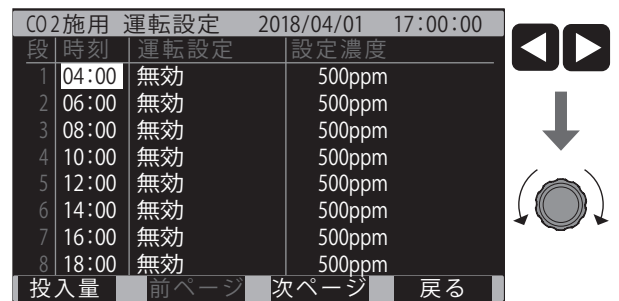 CO2施用 運転設定 2018/04/01 17:00:00
段 時刻 運転設定 設定濃度
1 04:00 無効 500ppm
2 06:00 無効 500ppm
3 08:00 無効 500ppm
4 10:00 無効 500ppm
5 12:00 無効 500ppm
6 14:00 無効 500ppm
7 16:00 無効 500ppm
8 18:00 無効 500ppm
投入量 前ページ 次ページ 戻る